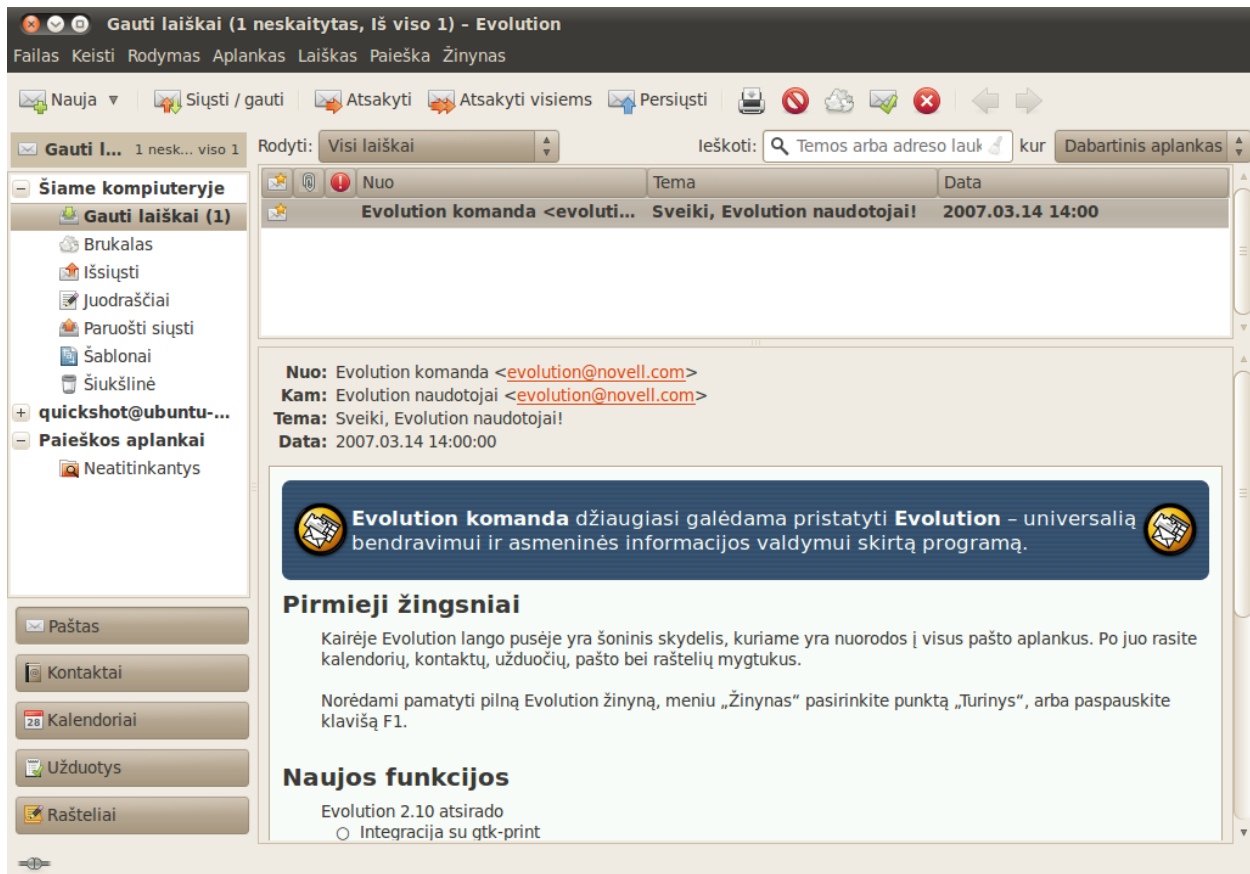 Gauti laiškai (1 neskaitytas, Iš viso 1) – Evolution
Failas Keisti Rodymas Aplankas Laiškas Paieška Žinynas
Nauja Siųsti / gauti Atsakyti Atsakyti visiems Persiųsti
Gauti l... 1 nesk... viso 1
Rodyti: Visi laiškai Ieškoti: Temos arba adreso lauk kur Dabartinis aplankas
Šiame kompiuteryje
Gauti laiškai (1)
Brukalas
Išsiųsti
Juodraščiai
Paruošti siųsti
Šablonai
Šiukšlinė
quickshot@ubuntu-...
Paieškos aplankai
Neatitinkantys
Paštas
Kontaktai
28 Kalendoriai
Užduotys
Rašteliai
Nuo Tema Data
Evolution komanda <evoluti... Sveiki, Evolution naudotojai! 2007.03.14 14:00
Nuo: Evolution komanda <evolution@novell.com>
Kam: Evolution naudotojai <evolution@novell.com>
Tema: Sveiki, Evolution naudotojai!
Data: 2007.03.14 14:00:00
Evolution komanda džiaugiasi galėdama pristatyti Evolution – universalią
bendravimui ir asmeninės informacijos valdymui skirtą programą.
Pirmieji žingsniai
Kairėje Evolution lango pusėje yra šoninis skydelis, kuriame yra nuorodos į visus pašto aplankus. Po juo rasite
kalendorių, kontaktų, užduočių, pašto bei raštelių mygtukus.
Norėdami pamatyti pilną Evolution žinyną, meniu „Žinynas“ pasirinkite punktą „Turinys“, arba paspauskite
klavišą F1.
Naujos funkcijos
Evolution 2.10 atsirado
Integracija su gtk-print